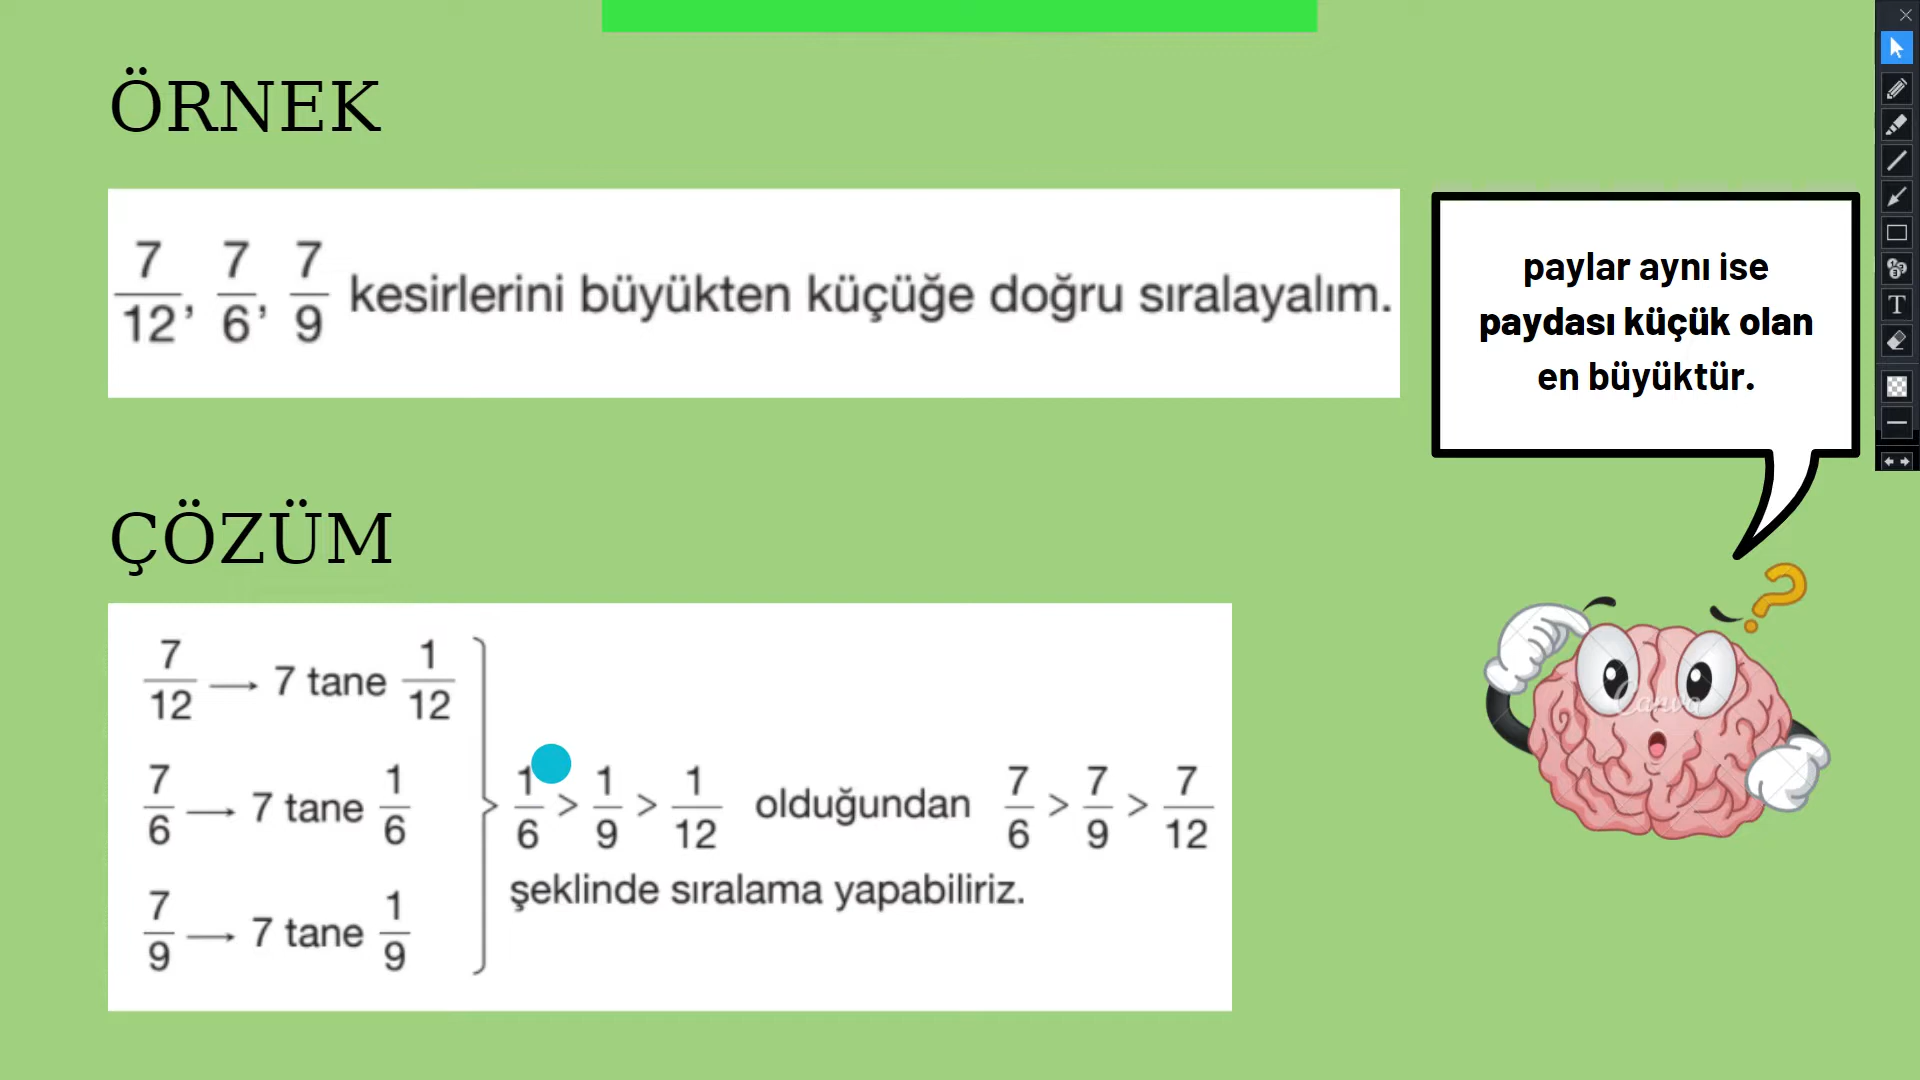 ÖRNEK
7/12, 7/6, 7/9 kesirlerini büyükten küçüğe doğru sıralayalım.
paylar aynı ise
paydası küçük olan
en büyüktür.
ÇÖZÜM
7/12 → 7 tane 1/12
7/6 → 7 tane 1/6
7/9 → 7 tane 1/9
1/6 > 1/9 > 1/12 olduğundan 7/6 > 7/9 > 7/12
şeklinde sıralama yapabiliriz.
?
Canva
T